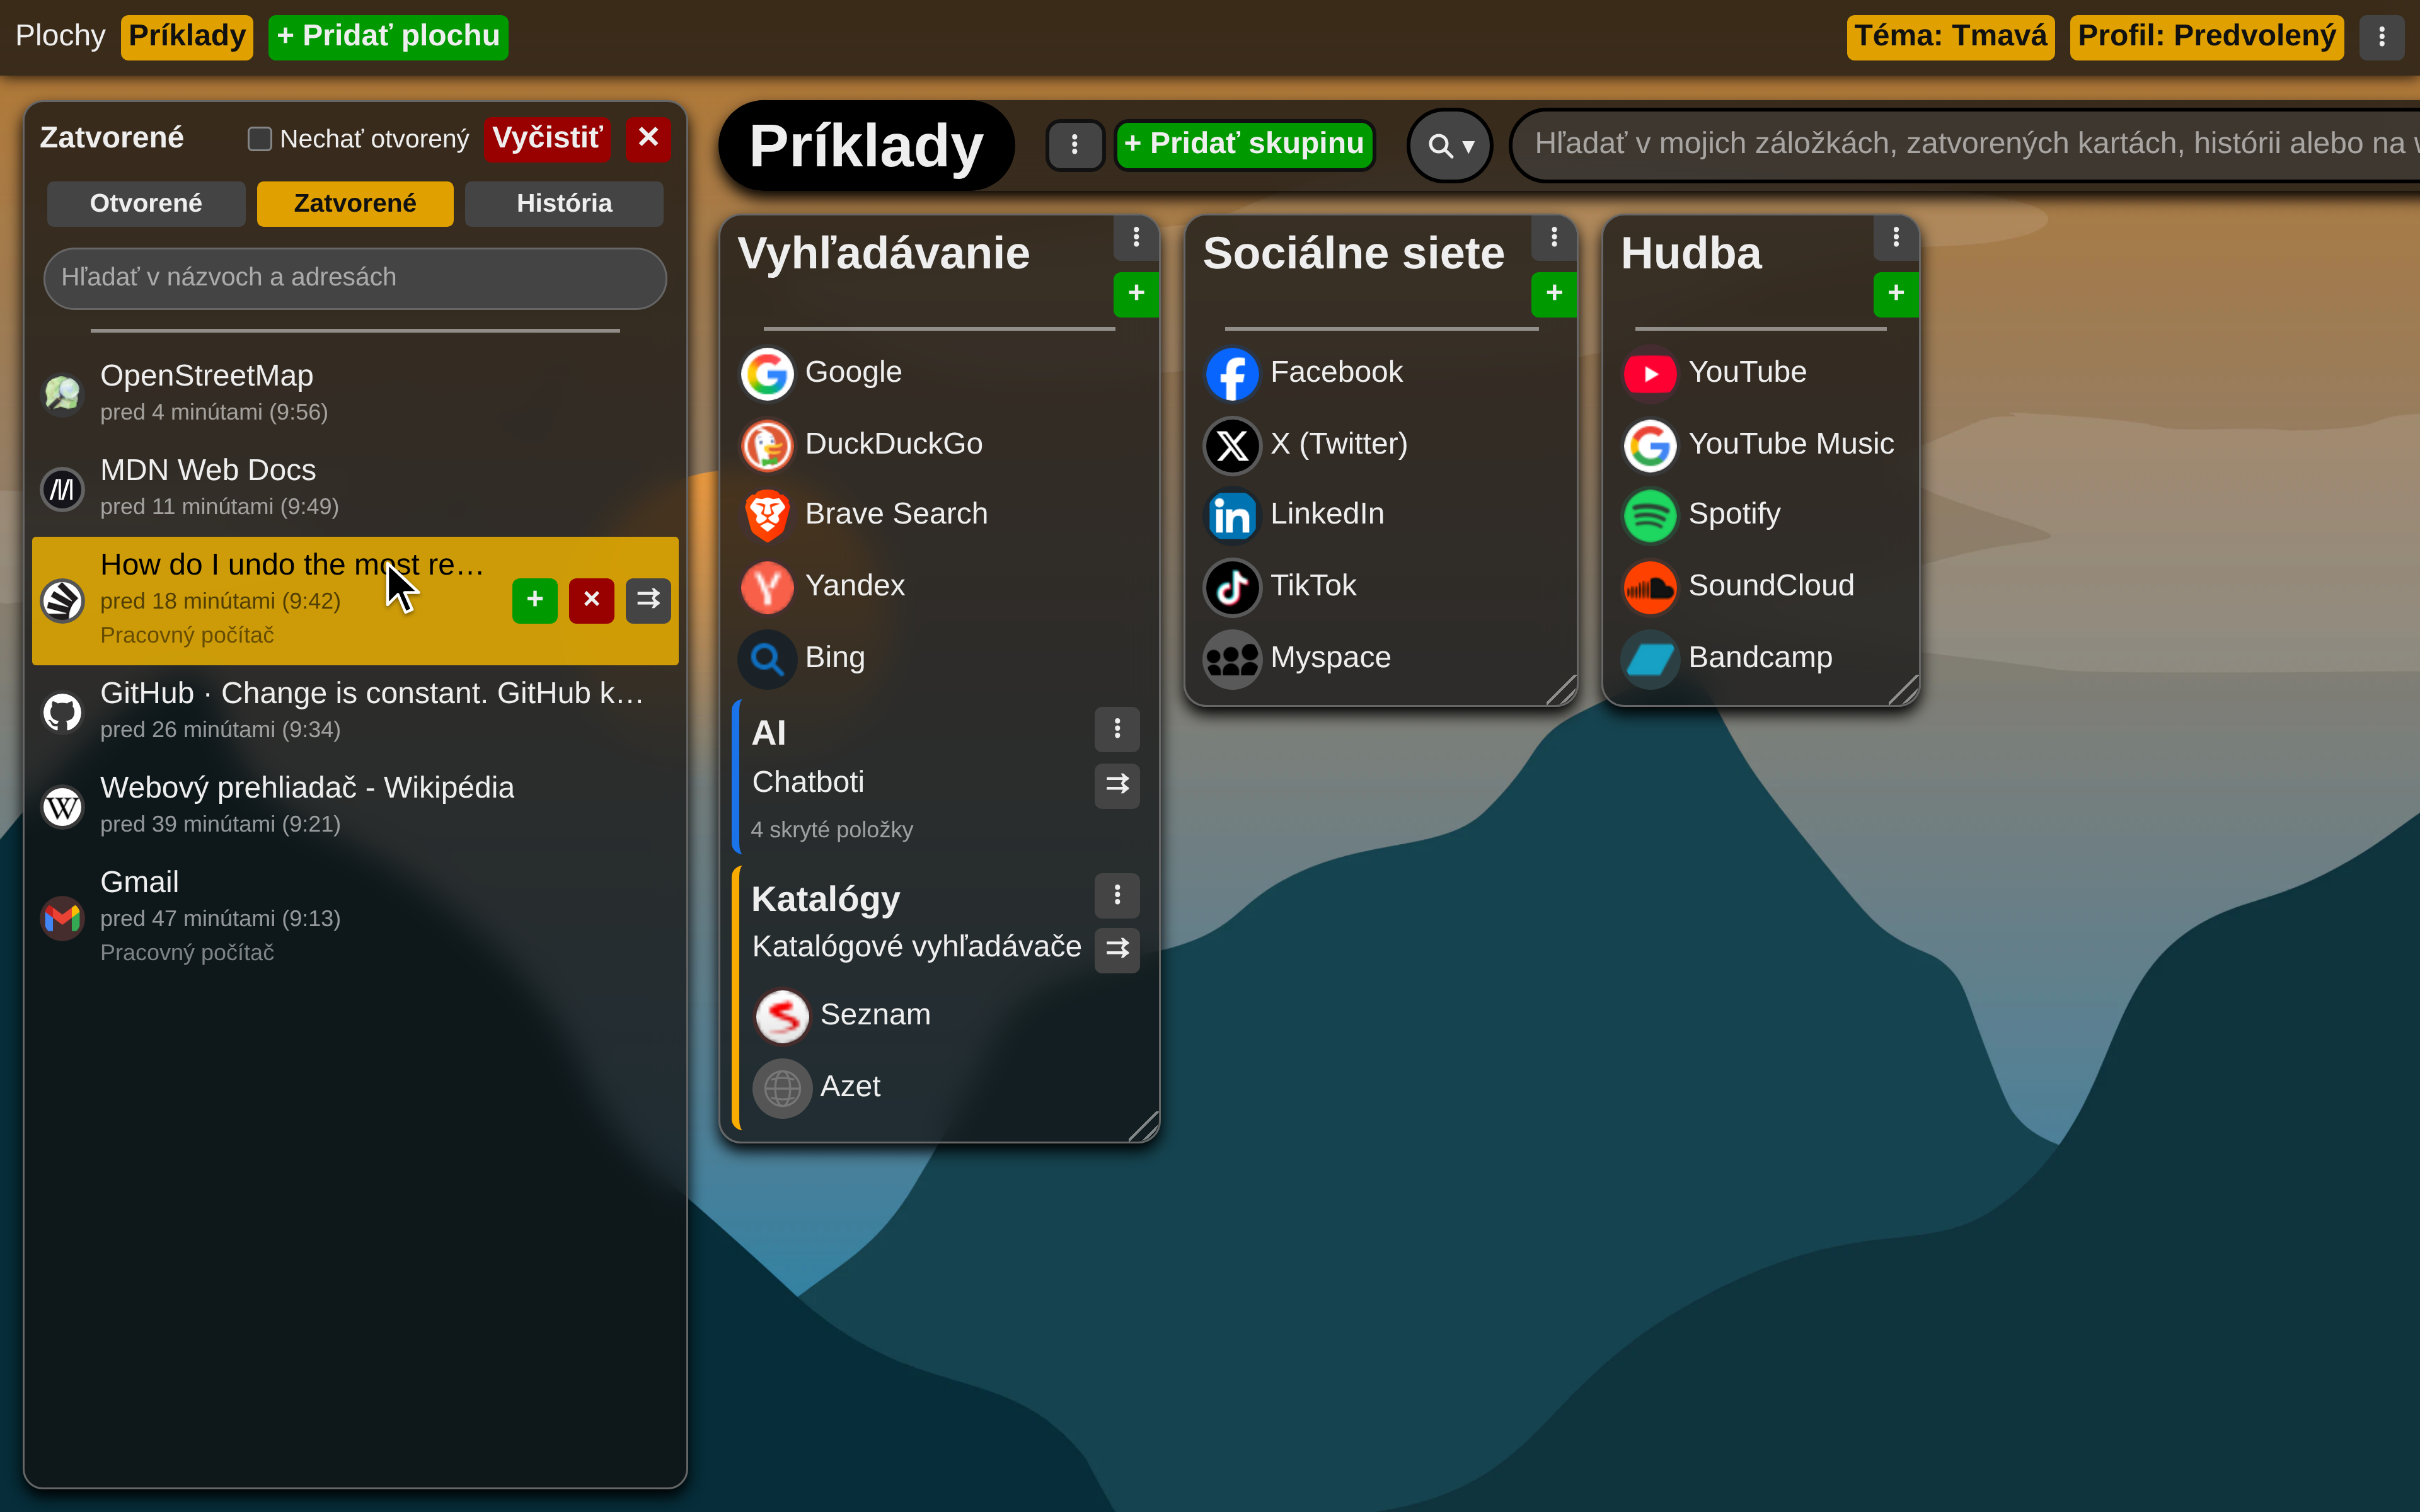 Plochy Príklady + Pridať plochu Téma: Tmavá Profil: Predvolený
Zatvorené Nechať otvorený Vyčistiť ✕
Otvorené Zatvorené História
Hľadať v názvoch a adresách
OpenStreetMap
pred 4 minútami (9:56)
MDN Web Docs
pred 11 minútami (9:49)
How do I undo the most re…
pred 18 minútami (9:42)
Pracovný počítač
GitHub · Change is constant. GitHub k…
pred 26 minútami (9:34)
Webový prehliadač - Wikipédia
pred 39 minútami (9:21)
Gmail
pred 47 minútami (9:13)
Pracovný počítač
Príklady + Pridať skupinu Hľadať v mojich záložkách, zatvorených kartách, histórii alebo na
Vyhľadávanie
+
Google
DuckDuckGo
Brave Search
Yandex
Bing
AI
Chatboti
4 skryté položky
Katalógy
Katalógové vyhľadávače
Seznam
Azet
Sociálne siete
+
Facebook
X (Twitter)
LinkedIn
TikTok
Myspace
Hudba
+
YouTube
YouTube Music
Spotify
SoundCloud
Bandcamp